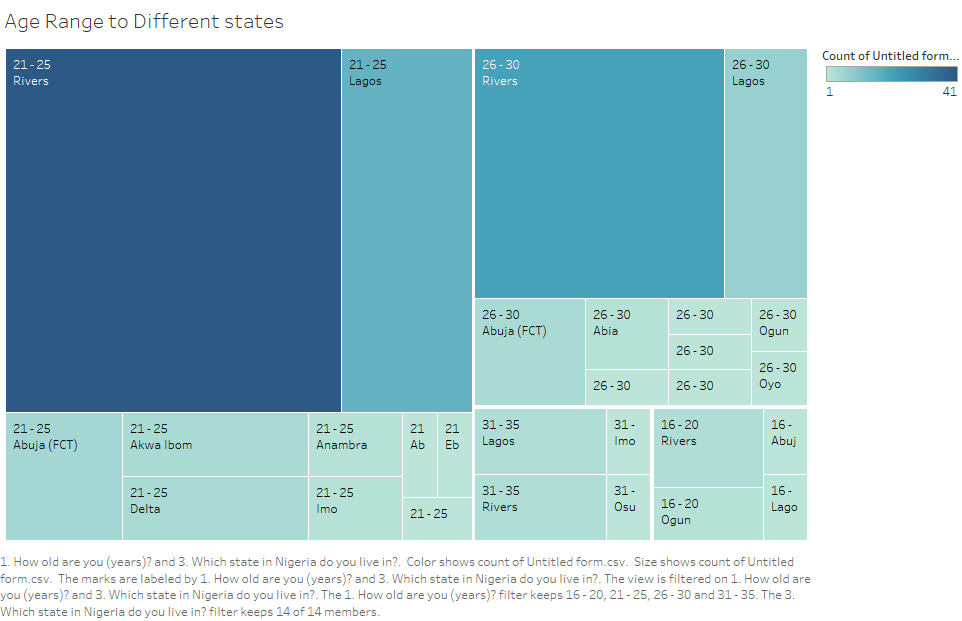 Age Range to Different states
21 - 25
Rivers
21 - 25
Lagos
26 - 30
Rivers
26 - 30
Lagos
Count of Untitled form...
1
41
26 - 30
Abuja (FCT)
26 - 30
Abia
26 - 30
26 - 30
26 - 30
26 - 30
26 - 30
Ogun
26 - 30
Oyo
21 - 25
Abuja (FCT)
21 - 25
Akwa Ibom
21 - 25
Delta
21 - 25
Anambra
21 - 25
Imo
21
Ab
21
Eb
21 - 25
31 - 35
Lagos
31 - 35
Rivers
31 -
Imo
31 -
Osu
16 - 20
Rivers
16 - 20
Ogun
16 -
Abuj
16 -
Lago
1. How old are you (years)? and 3. Which state in Nigeria do you live in?.  Color shows count of Untitled form.csv.  Size shows count of Untitled
form.csv.  The marks are labeled by 1. How old are you (years)? and 3. Which state in Nigeria do you live in?. The view is filtered on 1. How old are
you (years)? and 3. Which state in Nigeria do you live in?. The 1. How old are you (years)? filter keeps 16 - 20, 21 - 25, 26 - 30 and 31 - 35. The 3.
Which state in Nigeria do you live in? filter keeps 14 of 14 members.